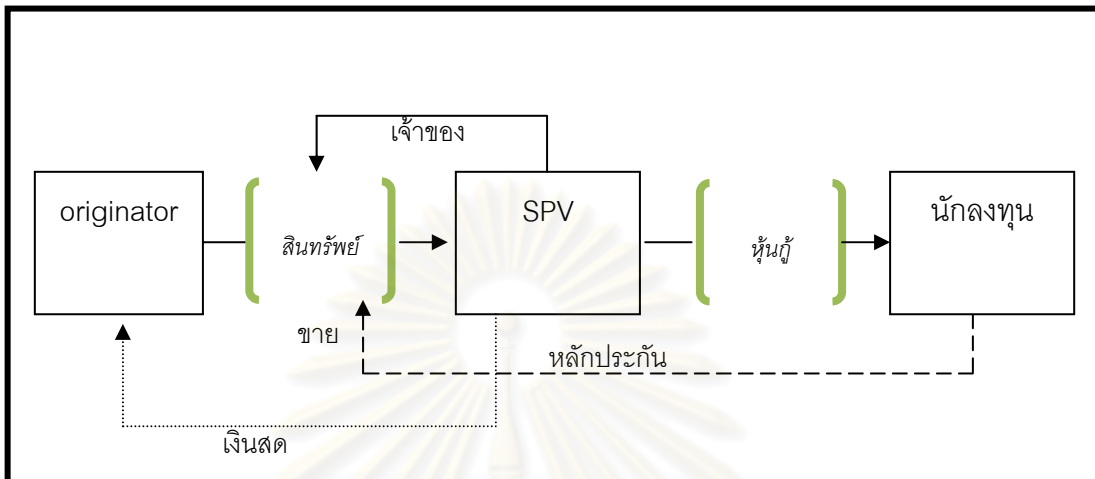 เจ้าของ
originator
สินทรัพย์
SPV
หุ้นกู้
นักลงทุน
ขาย
หลักประกัน
เงินสด